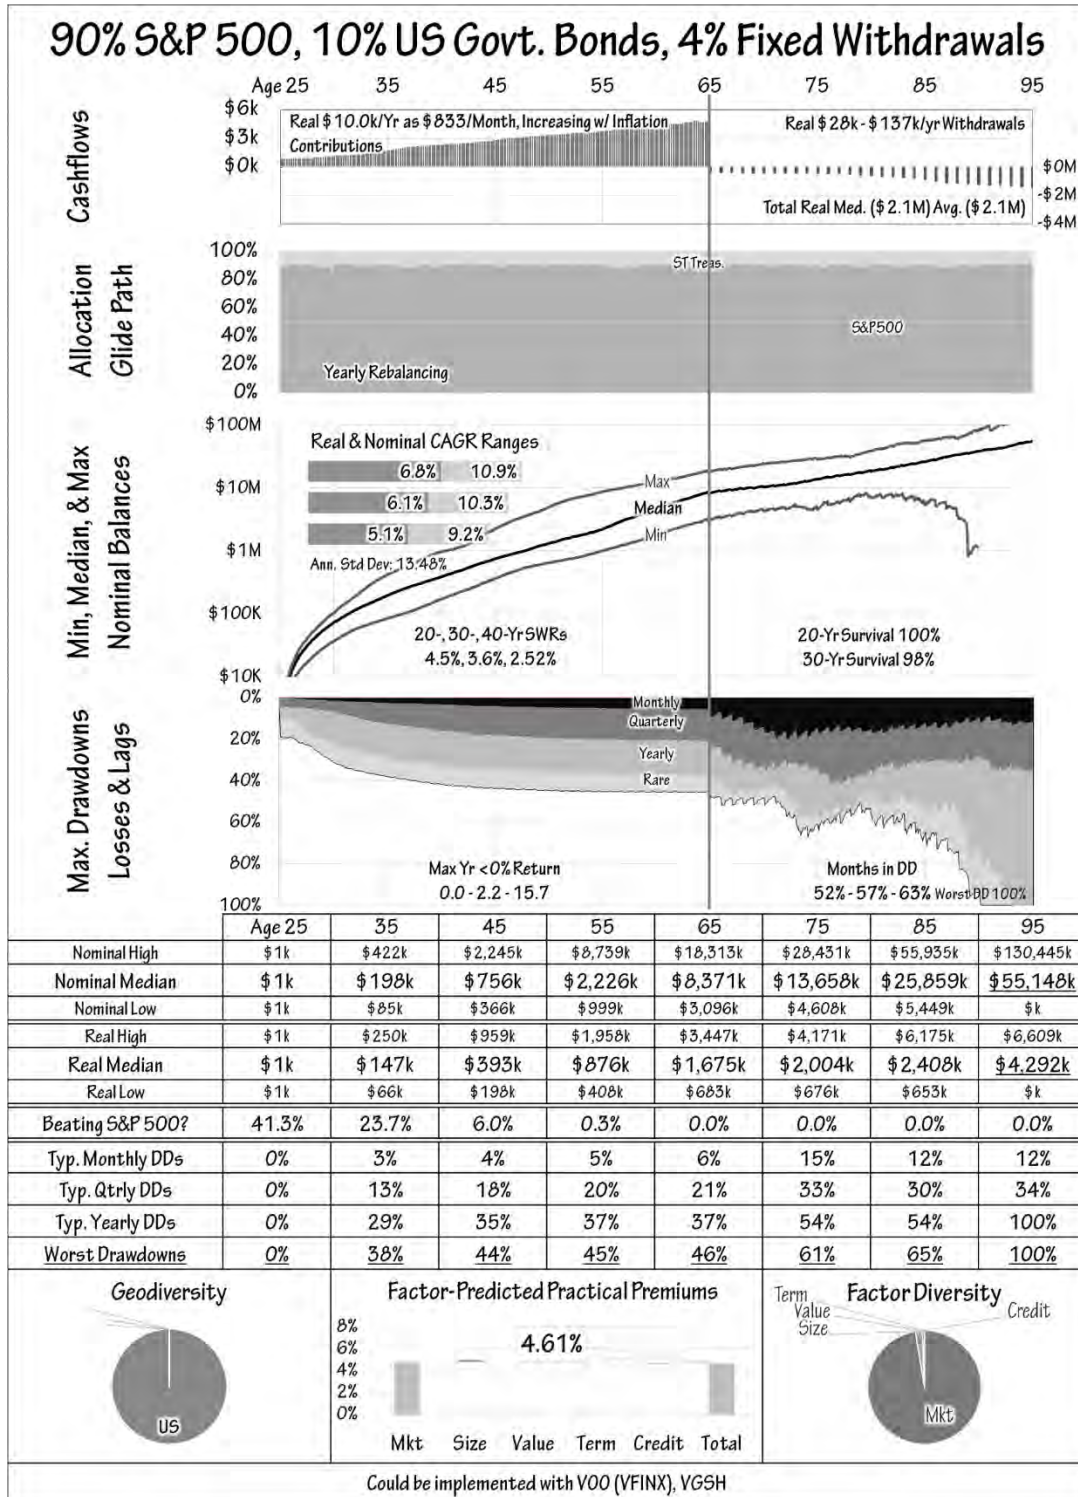 90% S&P 500, 10% US Govt. Bonds, 4% Fixed Withdrawals
Age 25 35 45 55 65 75 85 95
Cashflows
$6k
$3k
$0k
Real $10.0k/Yr as $833/Month, Increasing w/ Inflation
Contributions
Real $28k - $137k/yr Withdrawals
Total Real Med. ($2.1M) Avg. ($2.1M)
$0M
-$2M
-$4M
Allocation
Glide Path
100%
80%
60%
40%
20%
0%
ST Treas.
S&P500
Yearly Rebalancing
Min, Median, & Max
Nominal Balances
$100M
$10M
$1M
$100K
$10K
Real & Nominal CAGR Ranges
6.8% 10.9%
6.1% 10.3%
5.1% 9.2%
Ann. Std Dev: 13.48%
Max
Median
Min
20-, 30-, 40-Yr SWRs
4.5%, 3.6%, 2.52%
20-Yr Survival 100%
30-Yr Survival 98%
Max. Drawdowns
Losses & Lags
0%
20%
40%
60%
80%
100%
Monthly
Quarterly
Yearly
Rare
Max Yr <0% Return
0.0 - 2.2 - 15.7
Months in DD
52% - 57% - 63% Worst DD 100%
Age 25 35 45 55 65 75 85 95
Nominal High $1k $422k $2,245k $8,739k $18,313k $28,431k $55,935k $130,445k
Nominal Median $1k $198k $756k $2,226k $8,371k $13,658k $25,859k $55,148k
Nominal Low $1k $85k $366k $999k $3,096k $4,608k $5,449k $k
Real High $1k $250k $959k $1,958k $3,447k $4,171k $6,175k $6,609k
Real Median $1k $147k $393k $876k $1,675k $2,004k $2,408k $4,292k
Real Low $1k $66k $198k $408k $683k $676k $653k $k
Beating S&P 500? 41.3% 23.7% 6.0% 0.3% 0.0% 0.0% 0.0% 0.0%
Typ. Monthly DDs 0% 3% 4% 5% 6% 15% 12% 12%
Typ. Qtrly DDs 0% 13% 18% 20% 21% 33% 30% 34%
Typ. Yearly DDs 0% 29% 35% 37% 37% 54% 54% 100%
Worst Drawdowns 0% 38% 44% 45% 46% 61% 65% 100%
Geodiversity
US
Factor-Predicted Practical Premiums
8%
6%
4%
2%
0%
4.61%
Mkt Size Value Term Credit Total
Factor Diversity
Term
Value
Size
Credit
Mkt
Could be implemented with VOO (VFINX), VGSH